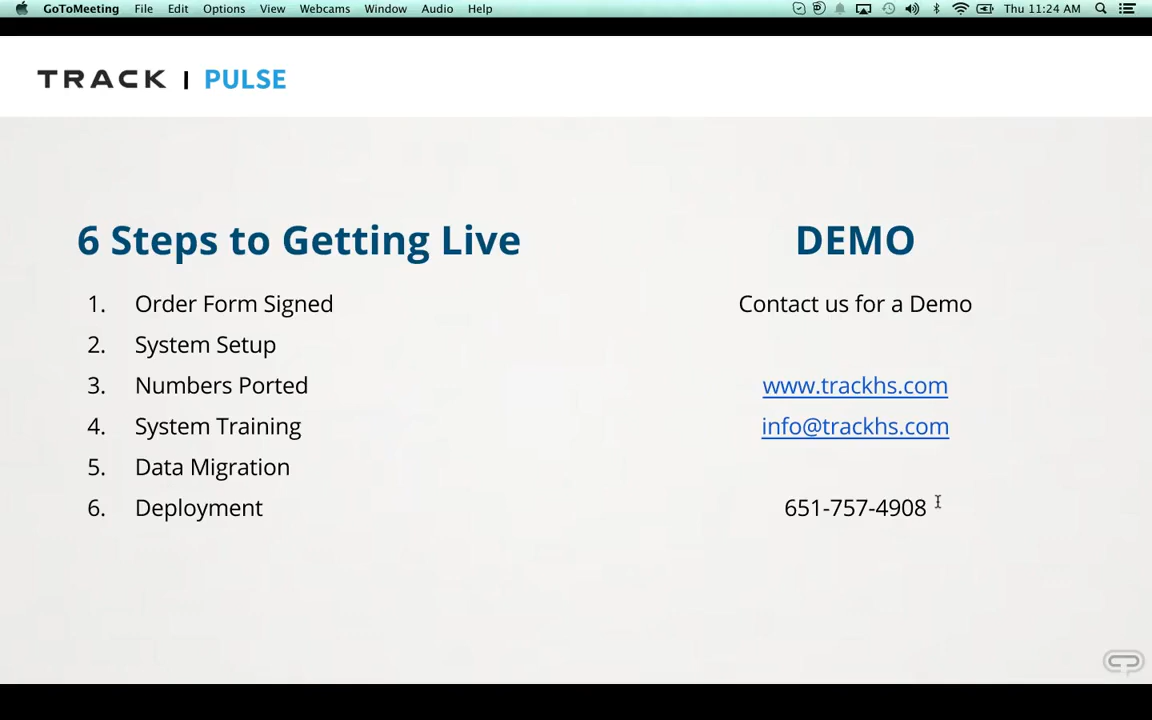 GoToMeeting File Edit Options View Webcams Window Audio Help Thu 11:24 AM
TRACK | PULSE
6 Steps to Getting Live
1. Order Form Signed
2. System Setup
3. Numbers Ported
4. System Training
5. Data Migration
6. Deployment
DEMO
Contact us for a Demo
www.trackhs.com
info@trackhs.com
651-757-4908